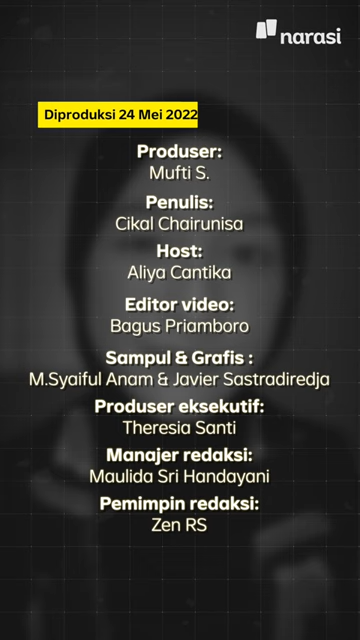 narasi
Diproduksi 24 Mei 2022
Produser:
Mufti S.
Penulis:
Cikal Chairunisa
Host:
Aliya Cantika
Editor video:
Bagus Priamboro
Sampul & Grafis :
M.Syaiful Anam & Javier Sastradiredja
Produser eksekutif:
Theresia Santi
Manajer redaksi:
Maulida Sri Handayani
Pemimpin redaksi:
Zen RS